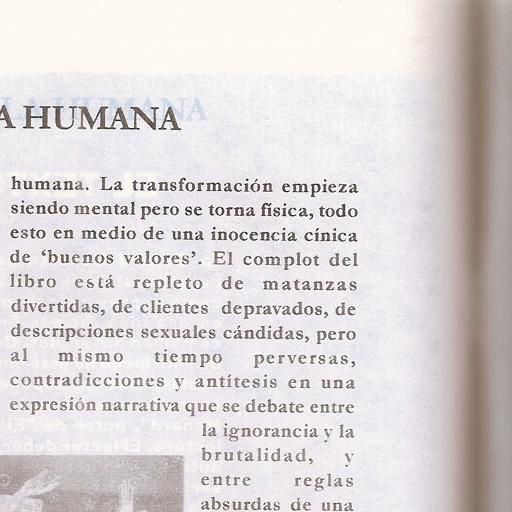 A HUMANA
humana. La transformación empieza
siendo mental pero se torna física, todo
esto en medio de una inocencia cínica
de ‘buenos valores’. El complot del
libro está repleto de matanzas
divertidas, de clientes depravados, de
descripciones sexuales cándidas, pero
al mismo tiempo perversas,
contradicciones y antítesis en una
expresión narrativa que se debate entre
la ignorancia y la
brutalidad, y
entre reglas
absurdas de una